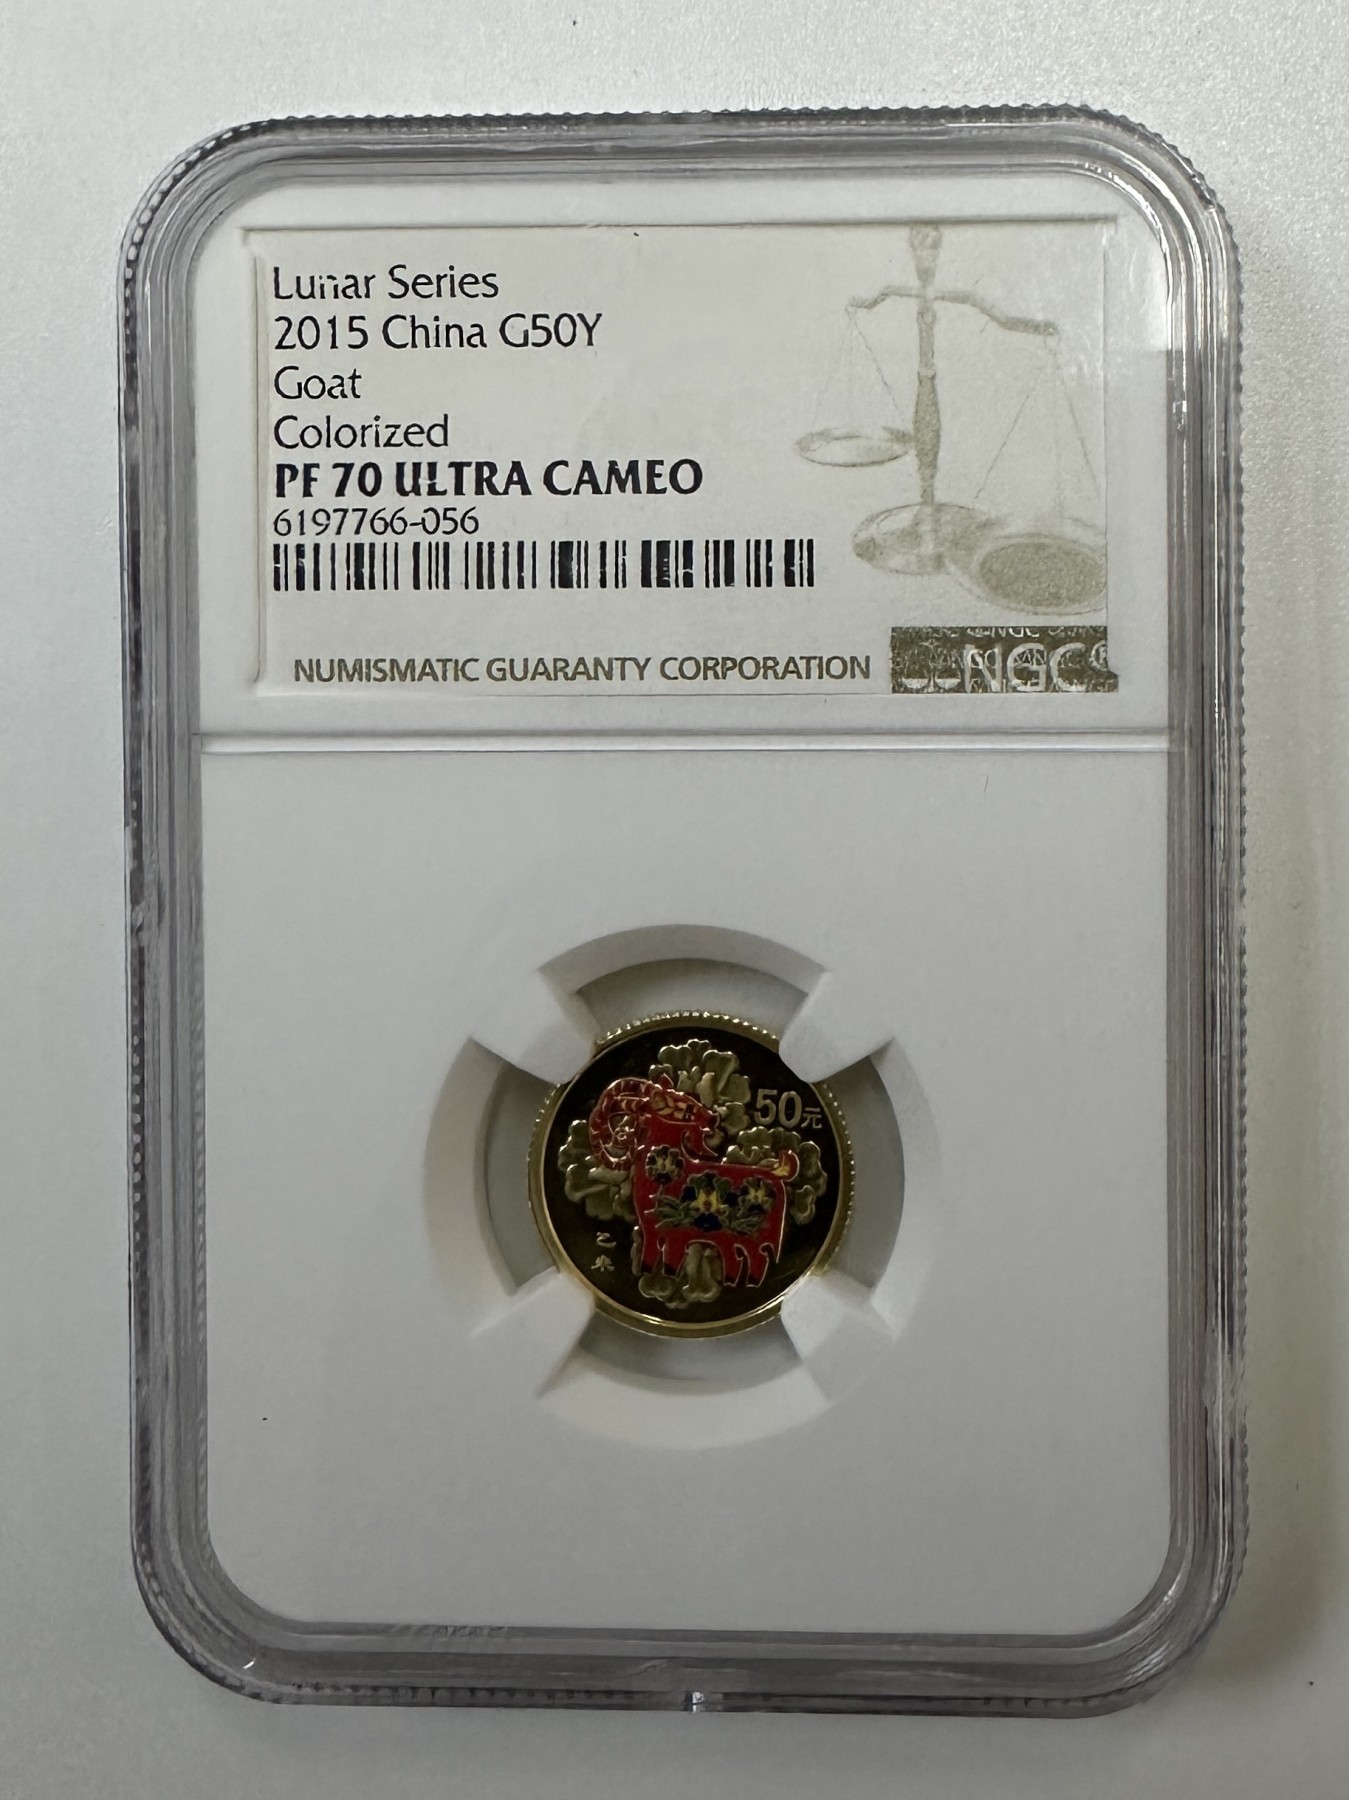 Lunar Series
2015 China G50Y
Goat
Colorized
PF 70 ULTRA CAMEO
6197766-056
NUMISMATIC GUARANTY CORPORATION
NGC
50元
乙
未